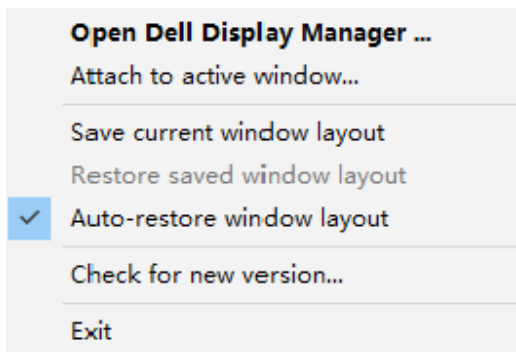 Open Dell Display Manager ...
Attach to active window...
Save current window layout
Restore saved window layout
Auto-restore window layout
Check for new version...
Exit